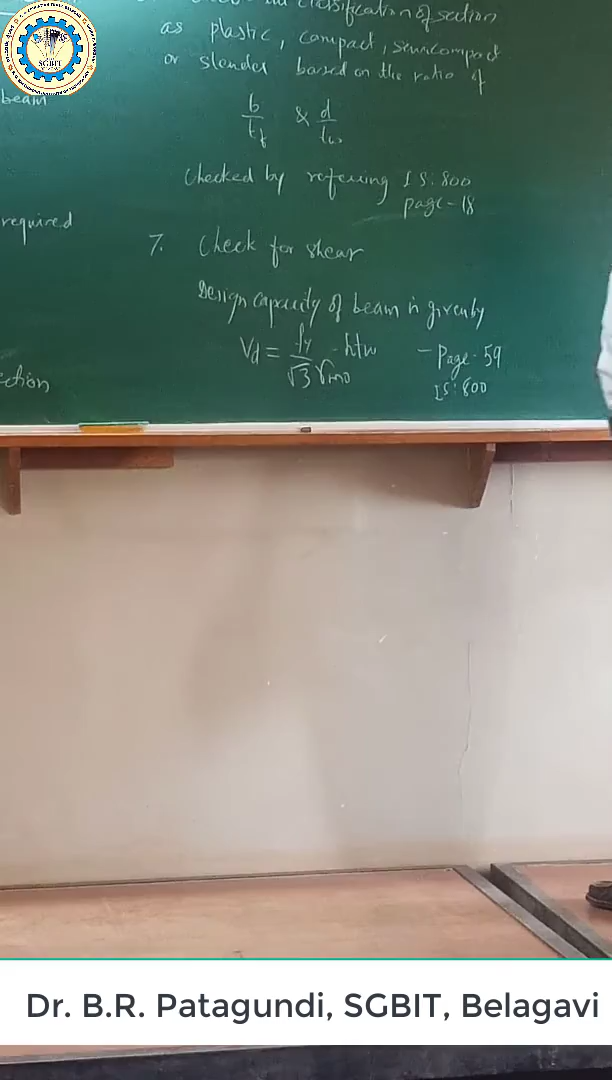 classification of section
as plastic, compact, semicompact
or slender based on the ratio of
beam
b/tf & d/tw
checked by referring IS:800
page-18
required
7. Check for shear
Design capacity of beam is given by
Vd = fy/√3 γmo · htw - Page-59
IS:800
ction
SGBIT
Dr. B.R. Patagundi, SGBIT, Belagavi